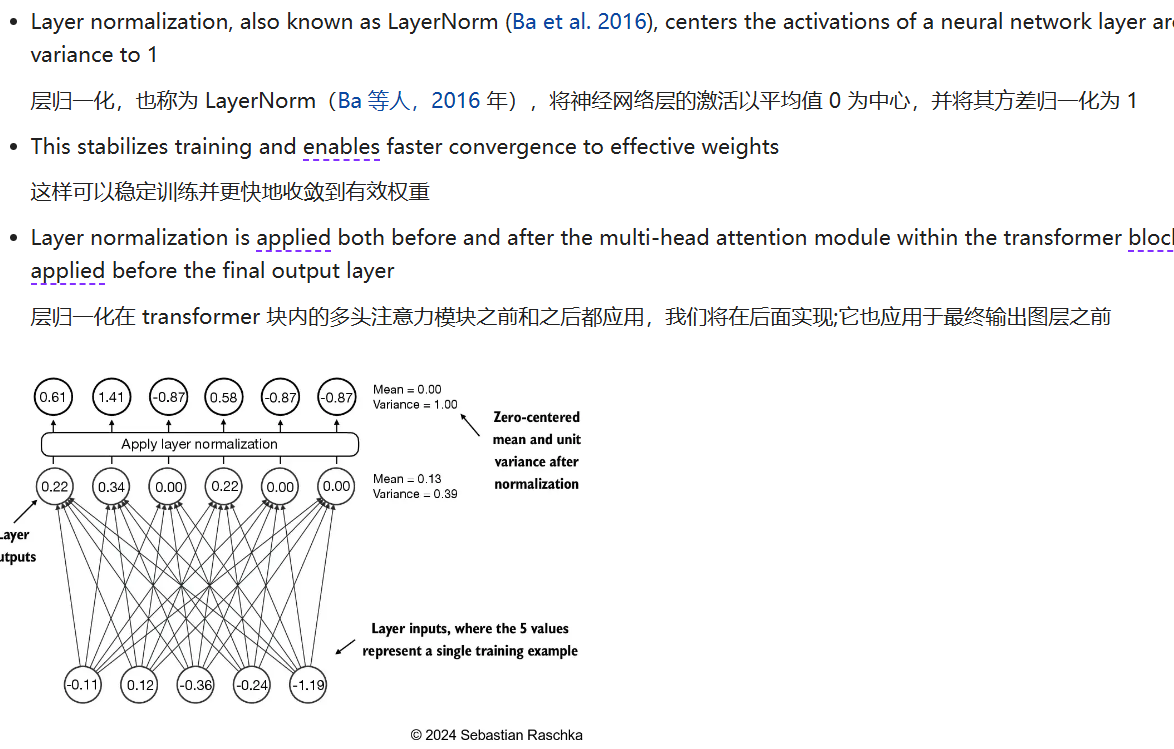 Layer normalization, also known as LayerNorm (Ba et al. 2016), centers the activations of a neural network layer
variance to 1
层归一化，也称为 LayerNorm（Ba 等人，2016 年），将神经网络层的激活以平均值 0 为中心，并将其方差归一化为 1
This stabilizes training and enables faster convergence to effective weights
这样可以稳定训练并更快地收敛到有效权重
Layer normalization is applied both before and after the multi-head attention module within the transformer
applied before the final output layer
层归一化在 transformer 块内的多头注意力模块之前和之后都应用，我们将在后面实现;它也应用于最终输出图层之前
0.61 1.41 -0.87 0.58 -0.87 -0.87
Mean = 0.00
Variance = 1.00
Zero-centered
mean and unit
variance after
normalization
Apply layer normalization
0.22 0.34 0.00 0.22 0.00 0.00
Mean = 0.13
Variance = 0.39
Layer
utputs
Layer inputs, where the 5 values
represent a single training example
-0.11 0.12 -0.36 -0.24 -1.19
© 2024 Sebastian Raschka